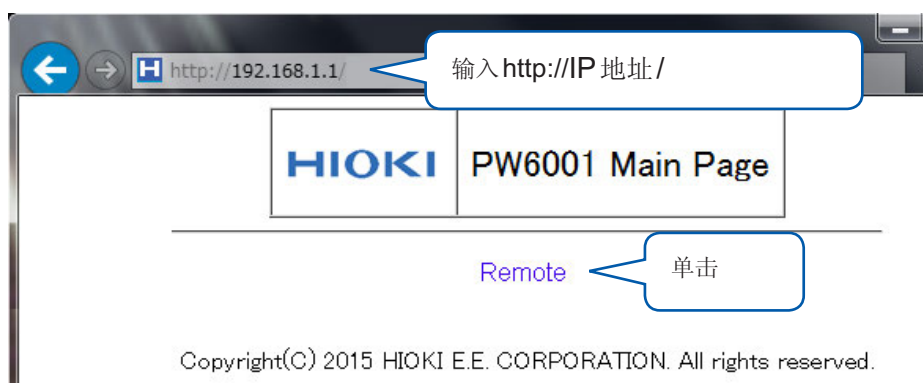 http://192.168.1.1/
输入http://IP地址/
HIOKI PW6001 Main Page
Remote
单击
Copyright(C) 2015 HIOKI E.E. CORPORATION. All rights reserved.